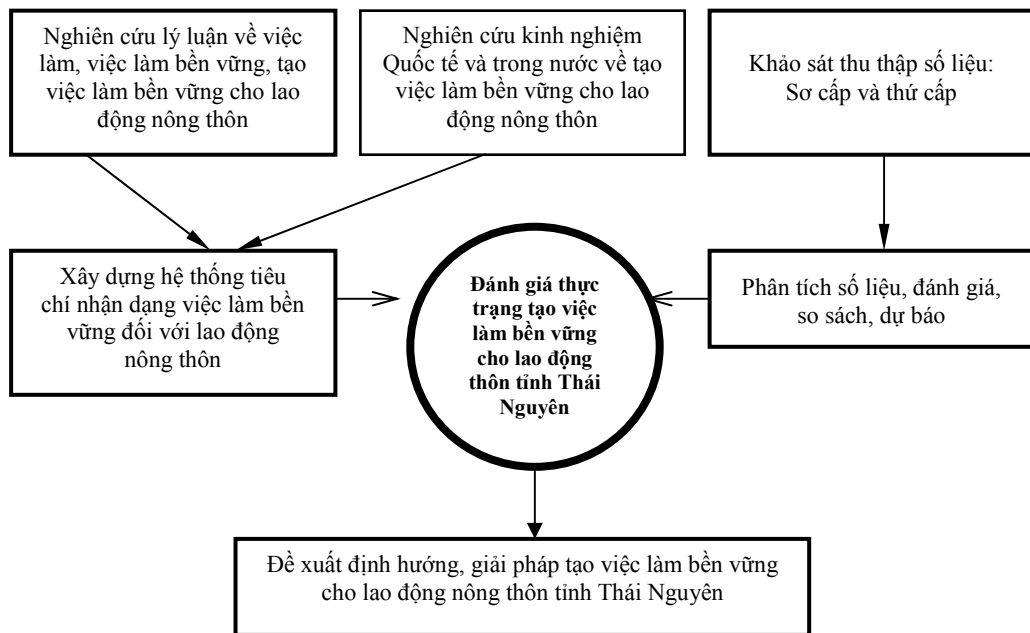 Nghiên cứu lý luận về việc
làm, việc làm bền vững, tạo
việc làm bền vững cho lao
động nông thôn
Nghiên cứu kinh nghiệm
Quốc tế và trong nước về tạo
việc làm bền vững cho lao
động nông thôn
Khảo sát thu thập số liệu:
Sơ cấp và thứ cấp
Xây dựng hệ thống tiêu
chí nhận dạng việc làm bền
vững đối với lao động
nông thôn
Đánh giá thực
trạng tạo việc
làm bền vững
cho lao động
thôn tỉnh Thái
Nguyên
Phân tích số liệu, đánh giá,
so sách, dự báo
Đề xuất định hướng, giải pháp tạo việc làm bền vững
cho lao động nông thôn tỉnh Thái Nguyên